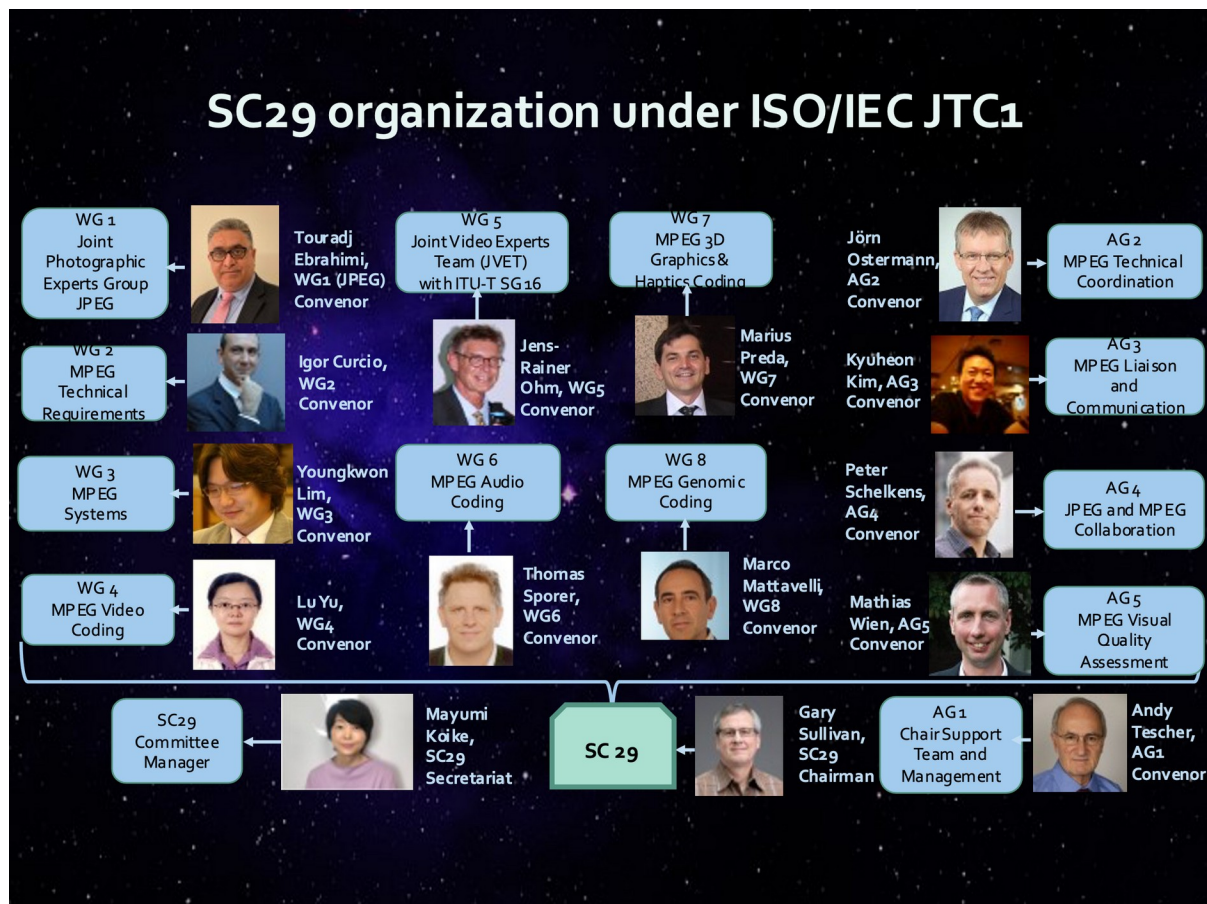 SC29 organization under ISO/IEC JTC1
WG 1
Joint
Photographic
Experts Group
JPEG
Touradj
Ebrahimi,
WG1 (JPEG)
Convenor
WG 5
Joint Video Experts
Team (JVET)
with ITU-T SG 16
WG 7
MPEG 3D
Graphics &
Haptics Coding
Jörn
Ostermann,
AG2
Convenor
AG 2
MPEG Technical
Coordination
WG 2
MPEG
Technical
Requirements
Igor Curcio,
WG2
Convenor
Jens-
Rainer
Ohm, WG5
Convenor
Marius
Preda,
WG7
Convenor
Kyuheon
Kim, AG3
Convenor
AG 3
MPEG Liaison
and
Communication
WG 3
MPEG
Systems
Youngkwon
Lim,
WG3
Convenor
WG 6
MPEG Audio
Coding
WG 8
MPEG Genomic
Coding
Peter
Schelkens,
AG4
Convenor
AG 4
JPEG and MPEG
Collaboration
WG 4
MPEG Video
Coding
Lu Yu,
WG4
Convenor
Thomas
Sporer,
WG6
Convenor
Marco
Mattavelli,
WG8
Convenor
Mathias
Wien, AG5
Convenor
AG 5
MPEG Visual
Quality
Assessment
SC29
Committee
Manager
Mayumi
Koike,
SC29
Secretariat
SC 29
Gary
Sullivan,
SC29
Chairman
AG 1
Chair Support
Team and
Management
Andy
Tescher,
AG1
Convenor